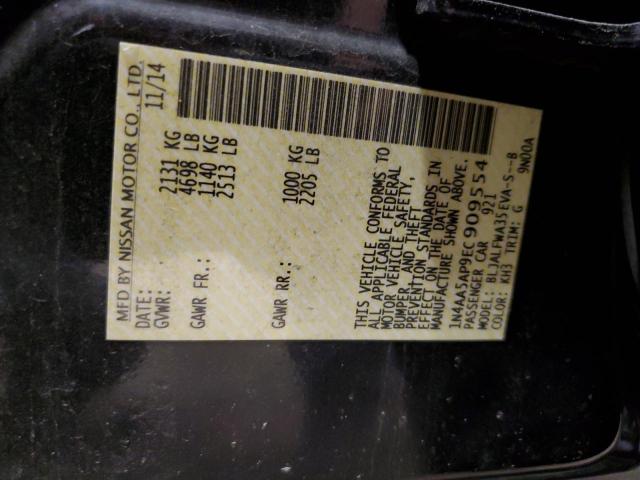 MFD BY NISSAN MOTOR CO., LTD.
DATE: 11/14
GVWR: 2131 KG
4698 LB
GAWR FR.: 1140 KG
2513 LB
GAWR RR.: 1000 KG
2205 LB
THIS VEHICLE CONFORMS TO
ALL APPLICABLE FEDERAL
MOTOR VEHICLE SAFETY,
BUMPER, AND THEFT
PREVENTION STANDARDS IN
EFFECT ON THE DATE OF
MANUFACTURE SHOWN ABOVE.
1N4AA5AP9EC909554
PASSENGER CAR 921
MODEL: BLJALFWA35EVA-S--B
COLOR: KH3 TRIM: G 9N00A